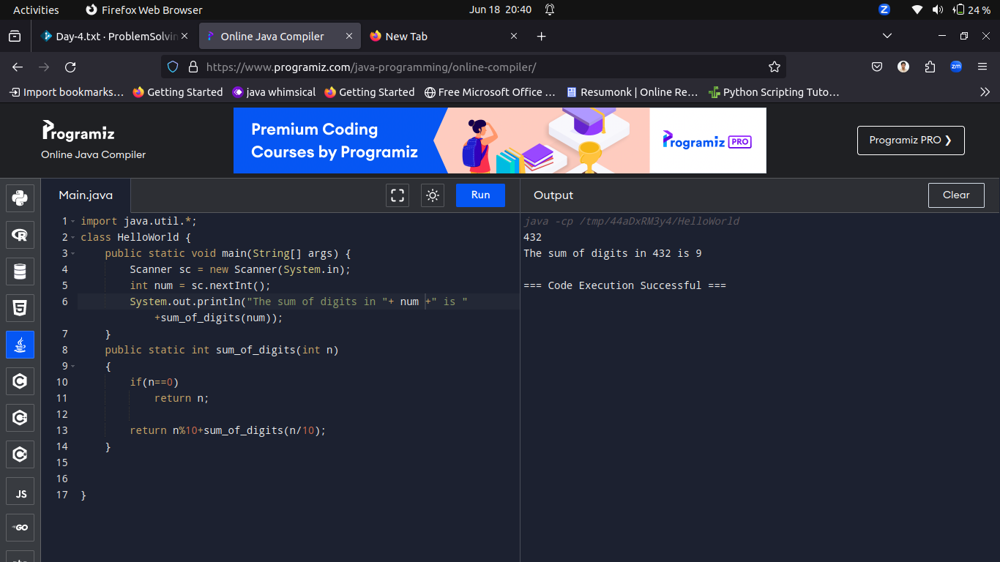 Activities Firefox Web Browser Jun 18 20:40 Z 24 %
Day-4.txt · ProblemSolvin Online Java Compiler New Tab
https://www.programiz.com/java-programming/online-compiler/ zm
Import bookmarks… Getting Started java whimsical Getting Started Free Microsoft Office … Resumonk | Online Re… Python Scripting Tuto…
Programiz
Online Java Compiler
Premium Coding
Courses by Programiz
Programiz PRO
Programiz PRO ❯
Main.java Run Output Clear
1 import java.util.*;
2 class HelloWorld {
3 public static void main(String[] args) {
4 Scanner sc = new Scanner(System.in);
5 int num = sc.nextInt();
6 System.out.println("The sum of digits in "+ num +" is "
+sum_of_digits(num));
7 }
8 public static int sum_of_digits(int n)
9 {
10 if(n==0)
11 return n;
12
13 return n%10+sum_of_digits(n/10);
14 }
15
16
17 }
java -cp /tmp/44aDxRM3y4/HelloWorld
432
The sum of digits in 432 is 9
=== Code Execution Successful ===
R
5
C
C
C
JS
GO